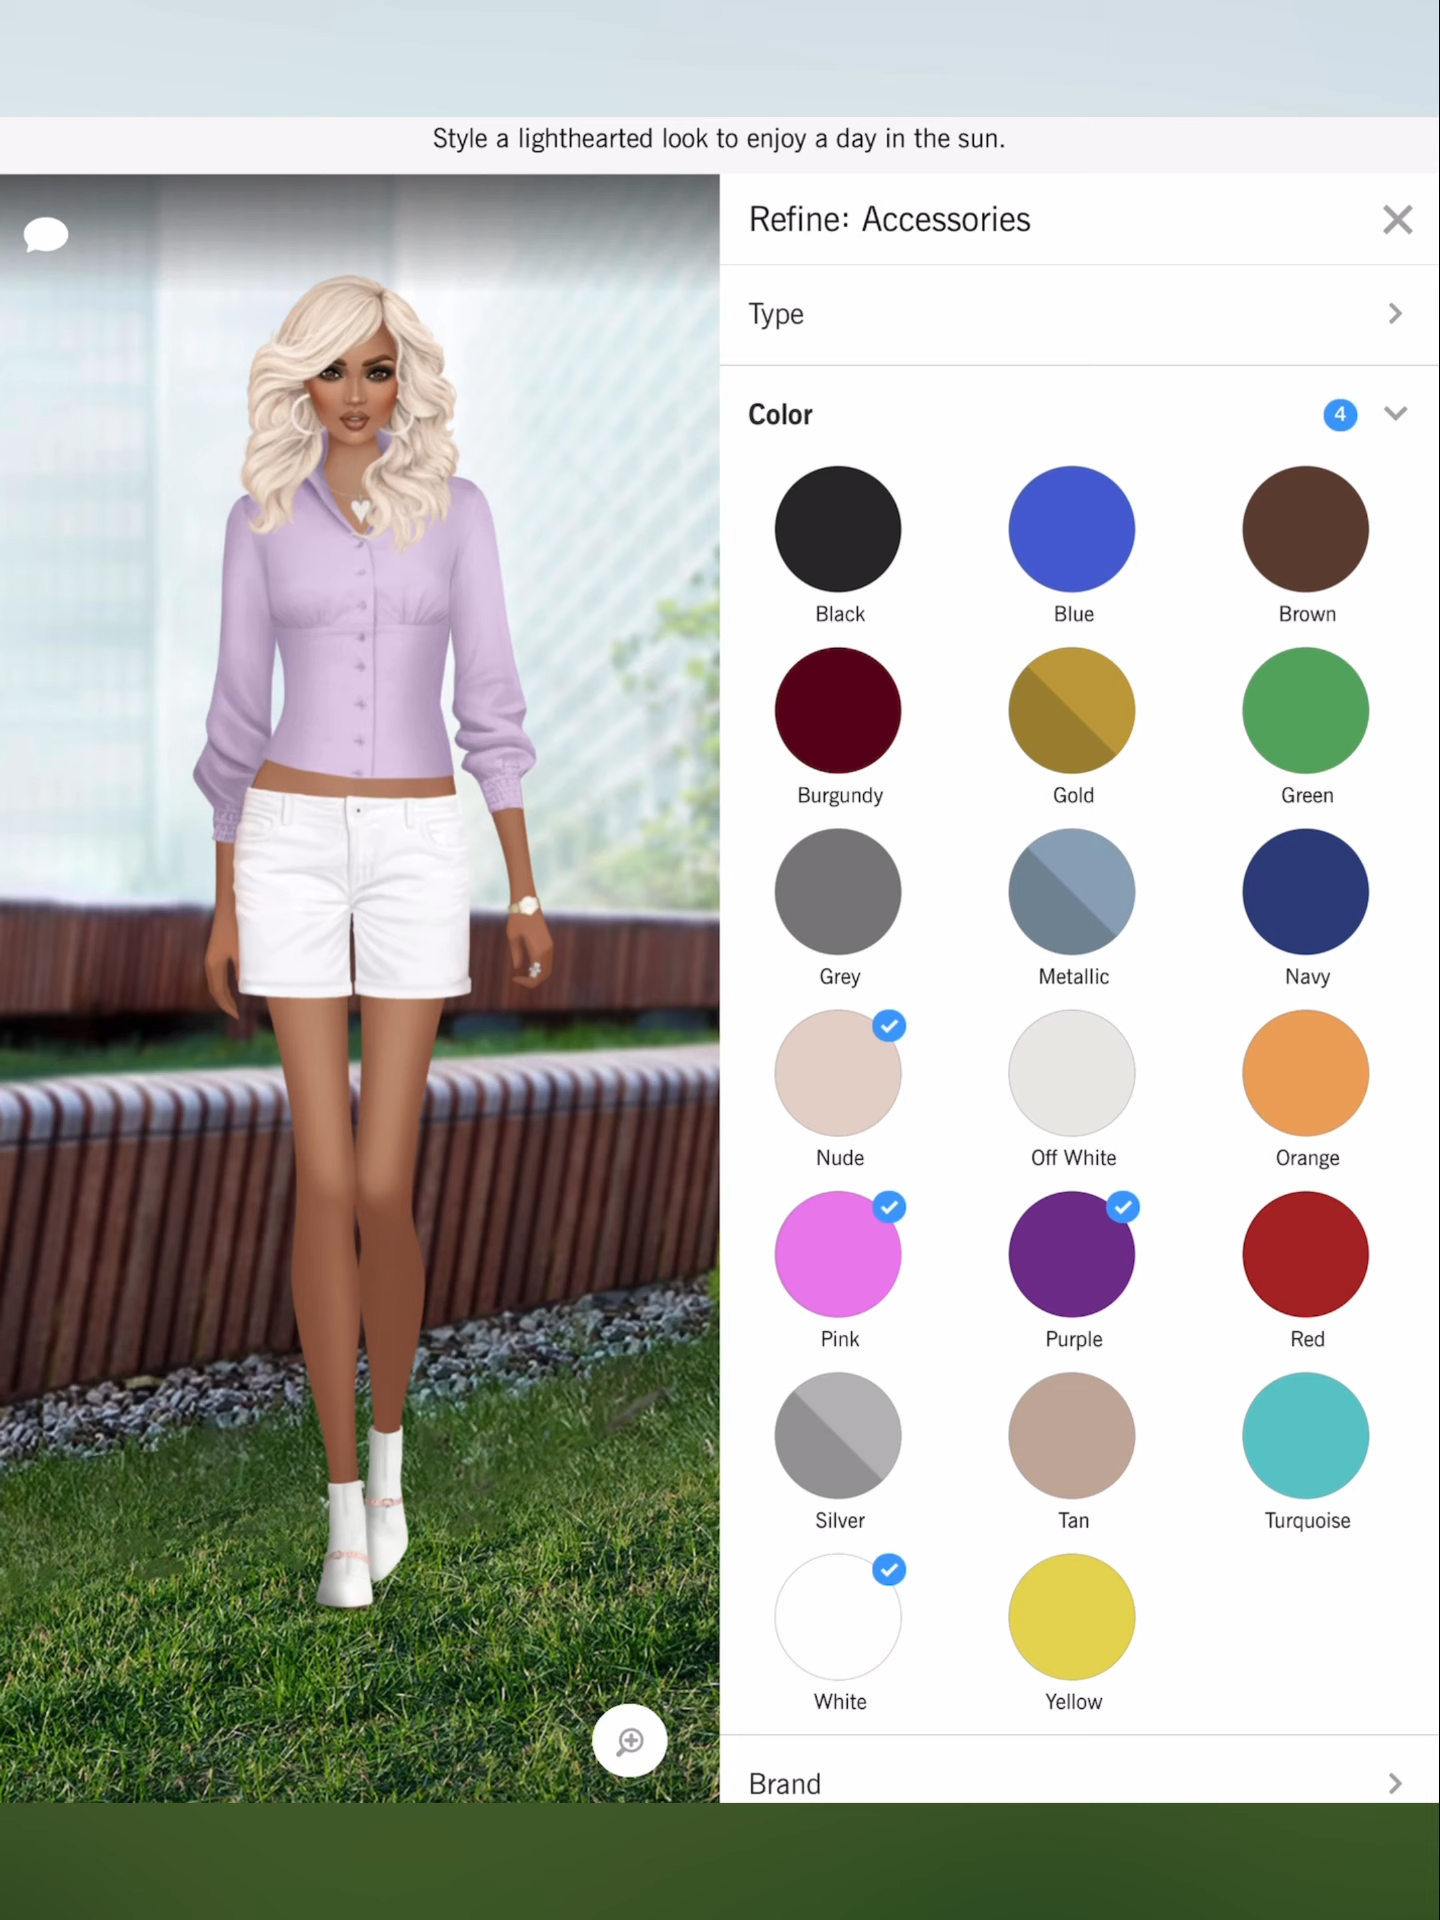 Style a lighthearted look to enjoy a day in the sun.
Refine: Accessories
Type
Color
4
Black
Blue
Brown
Burgundy
Gold
Green
Grey
Metallic
Navy
Nude
Off White
Orange
Pink
Purple
Red
Silver
Tan
Turquoise
White
Yellow
Brand